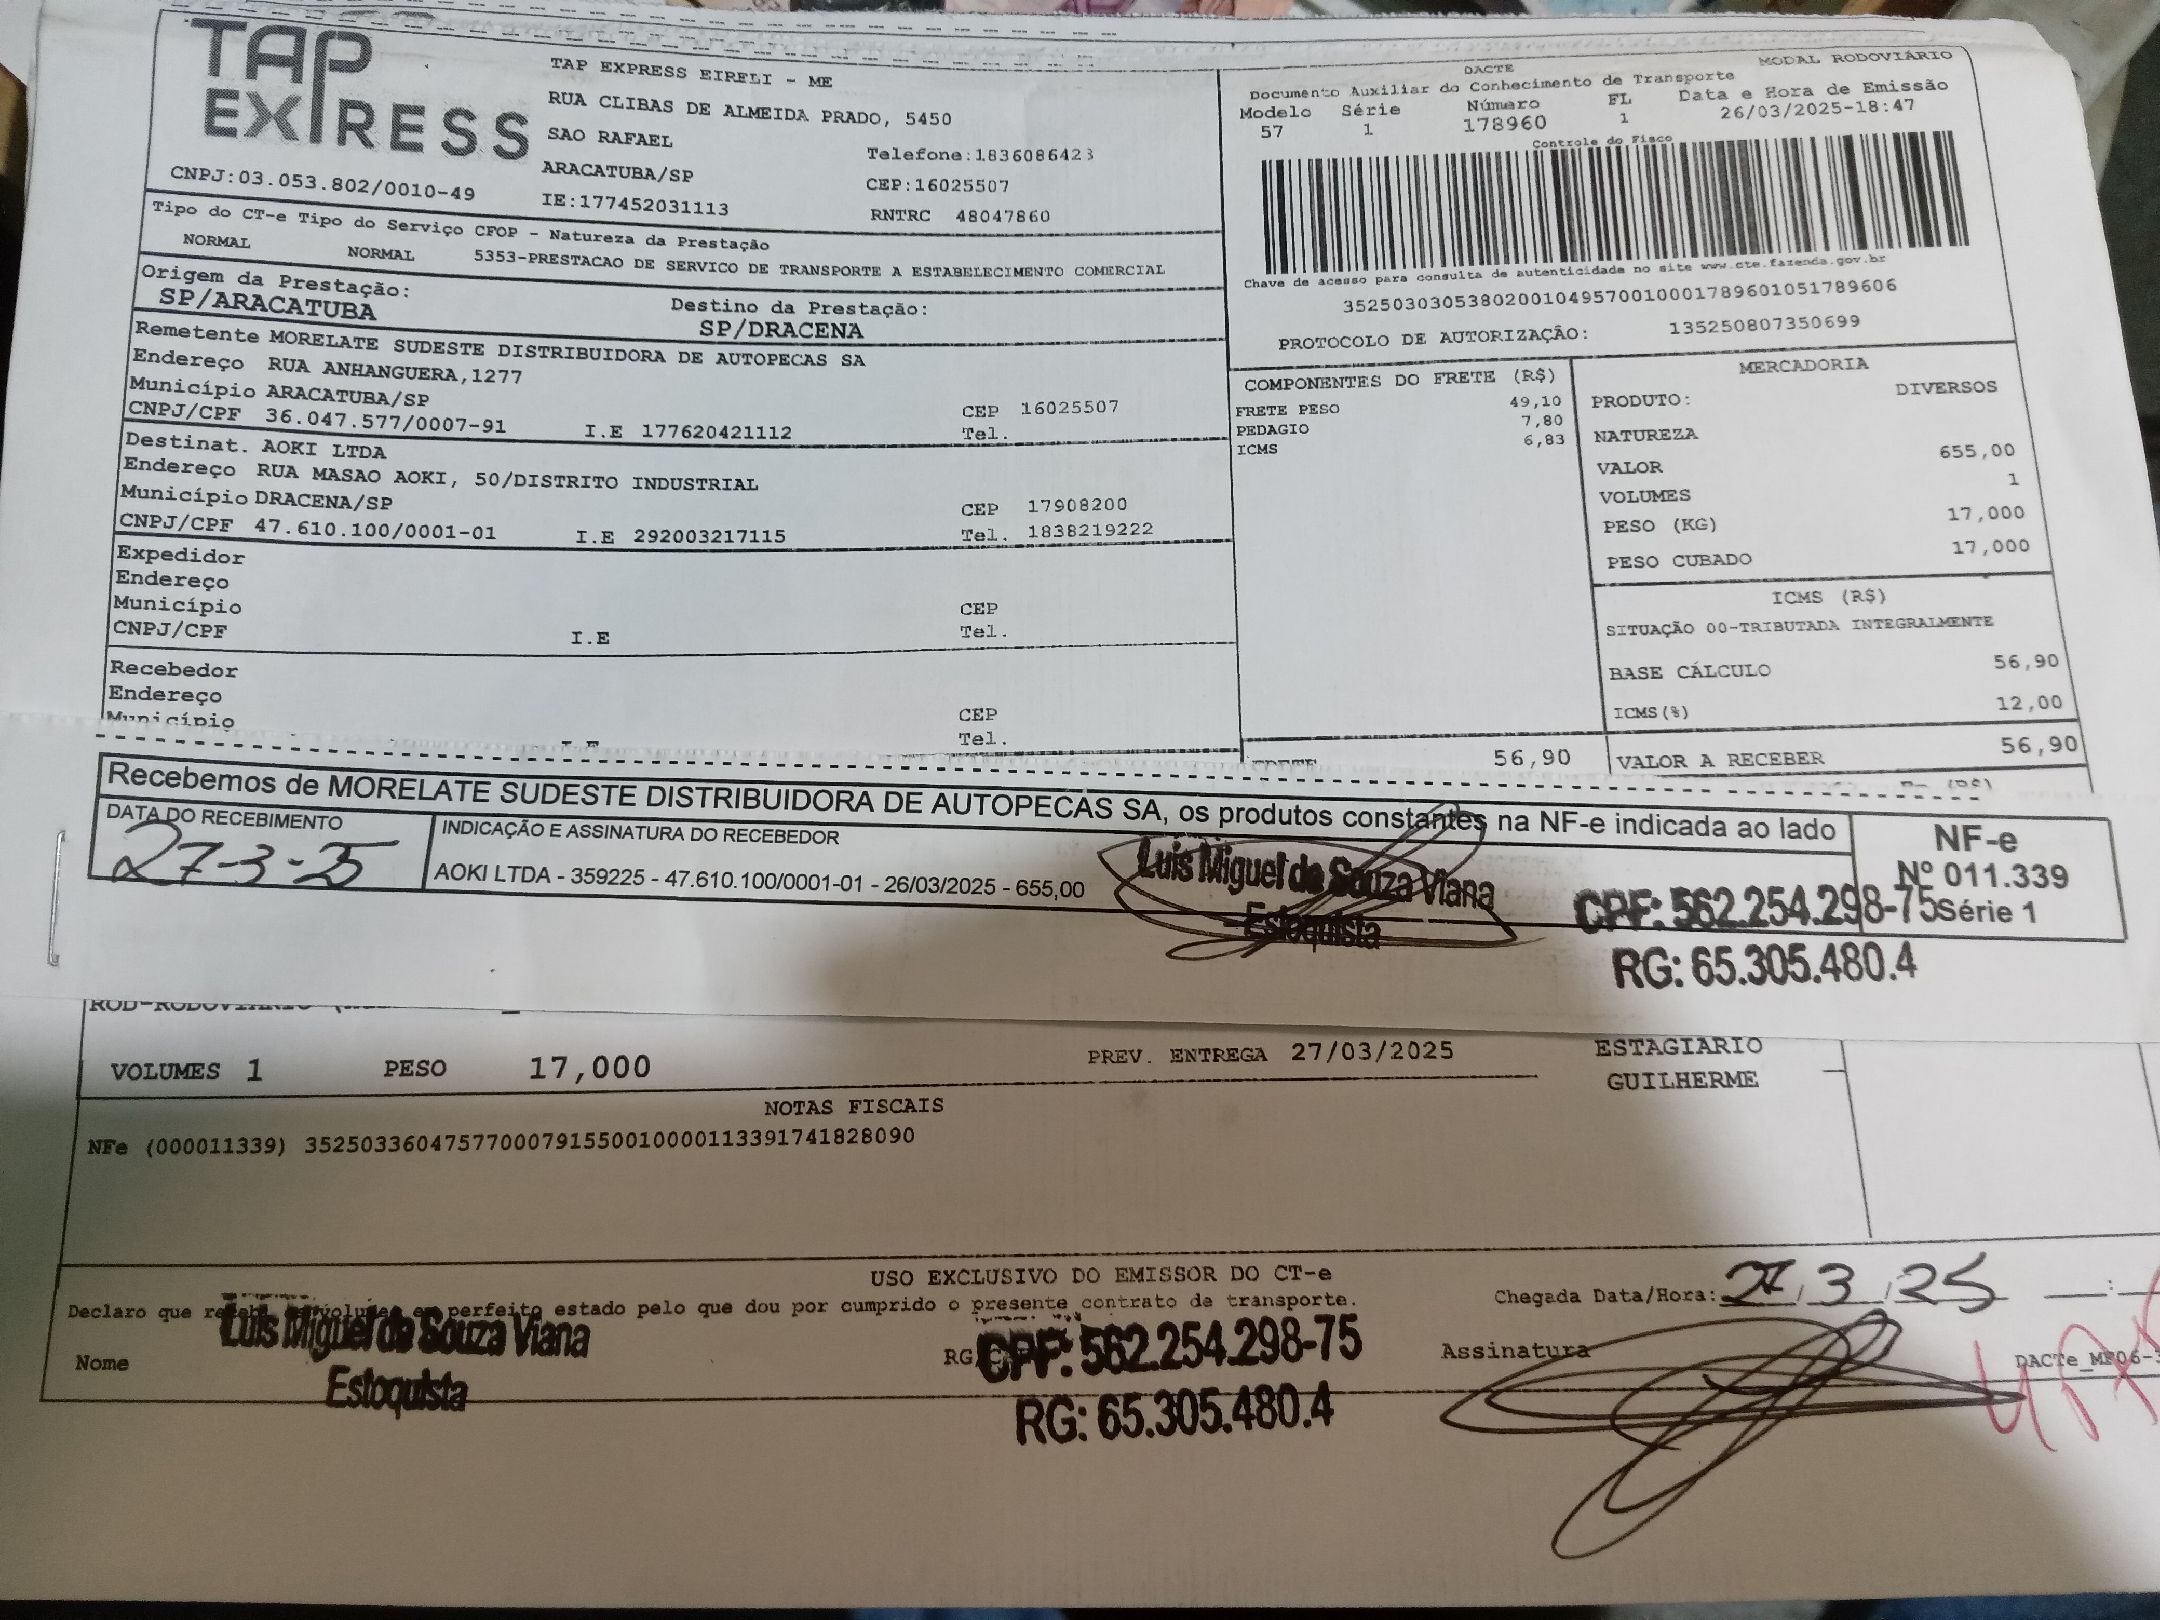 TAP EXPRESS
TAP EXPRESS EIRELI - ME
RUA CLIBAS DE ALMEIDA PRADO, 5450
SAO RAFAEL
Telefone:1836086423
ARACATUBA/SP
CEP:16025507
CNPJ:03.053.802/0010-49
IE:177452031113
RNTRC 48047860
DACTE
MODAL RODOVIÁRIO
Documento Auxiliar do Conhecimento de Transporte
Modelo Série Número FL Data e Hora de Emissão
57 1 178960 1 26/03/2025-18:47
Controle do Fisco
Chave de acesso para consulta de autenticidade no site www.cte.fazenda.gov.br
35250303053802001049570010001789601051789606
PROTOCOLO DE AUTORIZAÇÃO: 135250807350699
Tipo do CT-e Tipo do Serviço CFOP - Natureza da Prestação
NORMAL NORMAL 5353-PRESTACAO DE SERVICO DE TRANSPORTE A ESTABELECIMENTO COMERCIAL
Origem da Prestação: Destino da Prestação:
SP/ARACATUBA SP/DRACENA
Remetente MORELATE SUDESTE DISTRIBUIDORA DE AUTOPECAS SA
Endereço RUA ANHANGUERA,1277
Município ARACATUBA/SP CEP 16025507
CNPJ/CPF 36.047.577/0007-91 I.E 177620421112 Tel.
Destinat. AOKI LTDA
Endereço RUA MASAO AOKI, 50/DISTRITO INDUSTRIAL
Município DRACENA/SP CEP 17908200
CNPJ/CPF 47.610.100/0001-01 I.E 292003217115 Tel. 1838219222
Expedidor
Endereço
Município CEP
CNPJ/CPF I.E Tel.
Recebedor
Endereço
Município CEP
I.E Tel.
COMPONENTES DO FRETE (R$)
FRETE PESO 49,10
PEDAGIO 7,80
ICMS 6,83
MERCADORIA
PRODUTO: DIVERSOS
NATUREZA
VALOR 655,00
VOLUMES 1
PESO (KG) 17,000
PESO CUBADO 17,000
ICMS (R$)
SITUAÇÃO 00-TRIBUTADA INTEGRALMENTE
BASE CÁLCULO 56,90
ICMS(%) 12,00
FRETE 56,90 VALOR A RECEBER 56,90
Recebemos de MORELATE SUDESTE DISTRIBUIDORA DE AUTOPECAS SA, os produtos constantes na NF-e indicada ao lado
DATA DO RECEBIMENTO
27-3-25
INDICAÇÃO E ASSINATURA DO RECEBEDOR
AOKI LTDA - 359225 - 47.610.100/0001-01 - 26/03/2025 - 655,00
Luis Miguel de Souza Viana
Estoquista
NF-e
Nº 011.339
Série 1
CPF: 562.254.298-75
RG: 65.305.480.4
VOLUMES 1 PESO 17,000 PREV. ENTREGA 27/03/2025
ESTAGIARIO
GUILHERME
NOTAS FISCAIS
NFe (000011339) 35250336047577000791550010000113391741828090
USO EXCLUSIVO DO EMISSOR DO CT-e
Declaro que recebi os volumes em perfeito estado pelo que dou por cumprido o presente contrato de transporte.
Chegada Data/Hora: 27/3/25 __:
Luis Miguel de Souza Viana
Estoquista
Nome
RG
CPF: 562.254.298-75
RG: 65.305.480.4
Assinatura